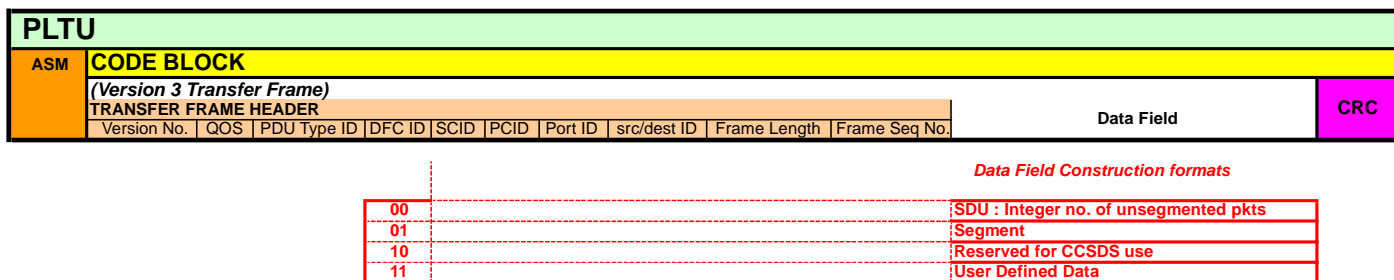 PLTU
ASM CODE BLOCK
(Version 3 Transfer Frame)
TRANSFER FRAME HEADER
Version No. QOS PDU Type ID DFC ID SCID PCID Port ID src/dest ID Frame Length Frame Seq No.
Data Field
CRC
Data Field Construction formats
00 SDU : Integer no. of unsegmented pkts
01 Segment
10 Reserved for CCSDS use
11 User Defined Data